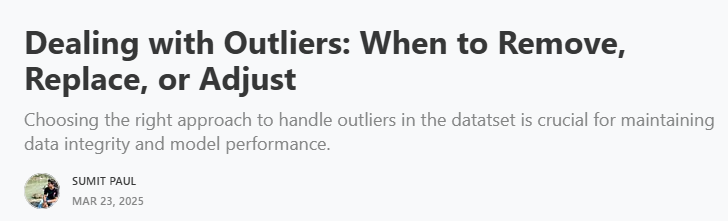 Dealing with Outliers: When to Remove,
Replace, or Adjust
Choosing the right approach to handle outliers in the datatset is crucial for maintaining
data integrity and model performance.
SUMIT PAUL
MAR 23, 2025